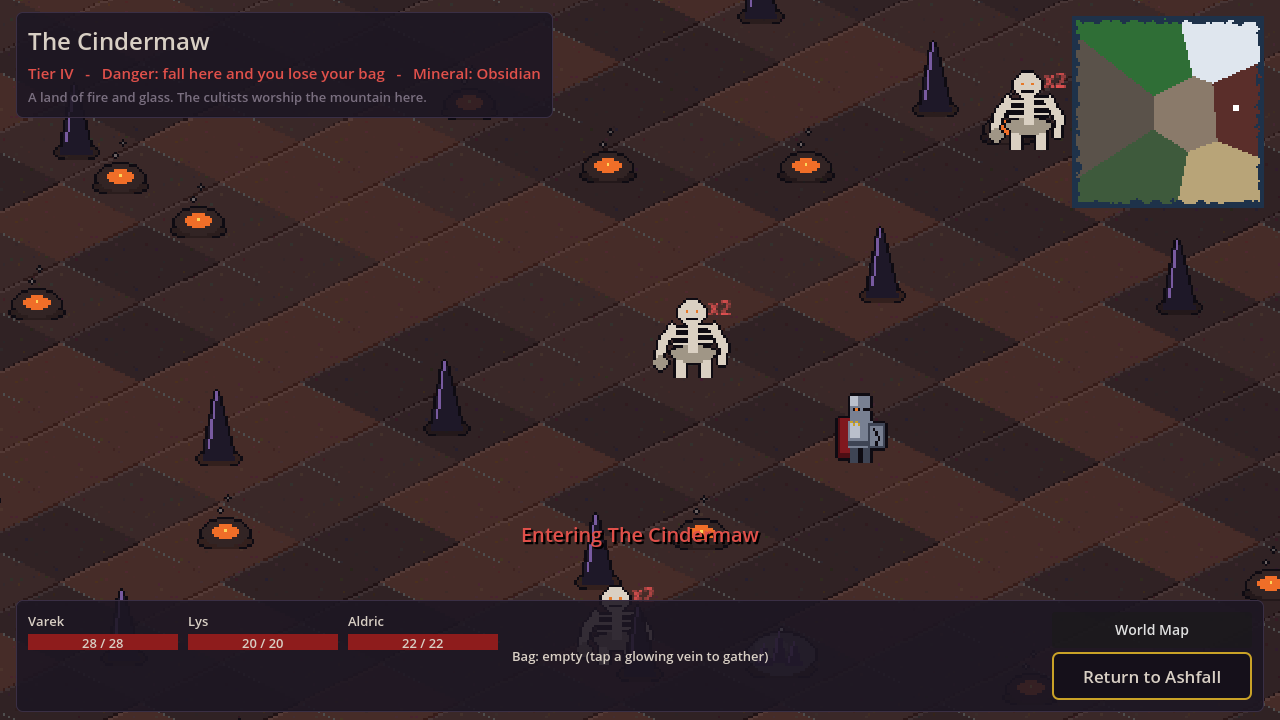 The Cindermaw
Tier IV - Danger: fall here and you lose your bag - Mineral: Obsidian
A land of fire and glass. The cultists worship the mountain here.
x2
x2
Entering The Cindermaw
x2
Varek
28 / 28
Lys
20 / 20
Aldric
22 / 22
Bag: empty (tap a glowing vein to gather)
World Map
Return to Ashfall